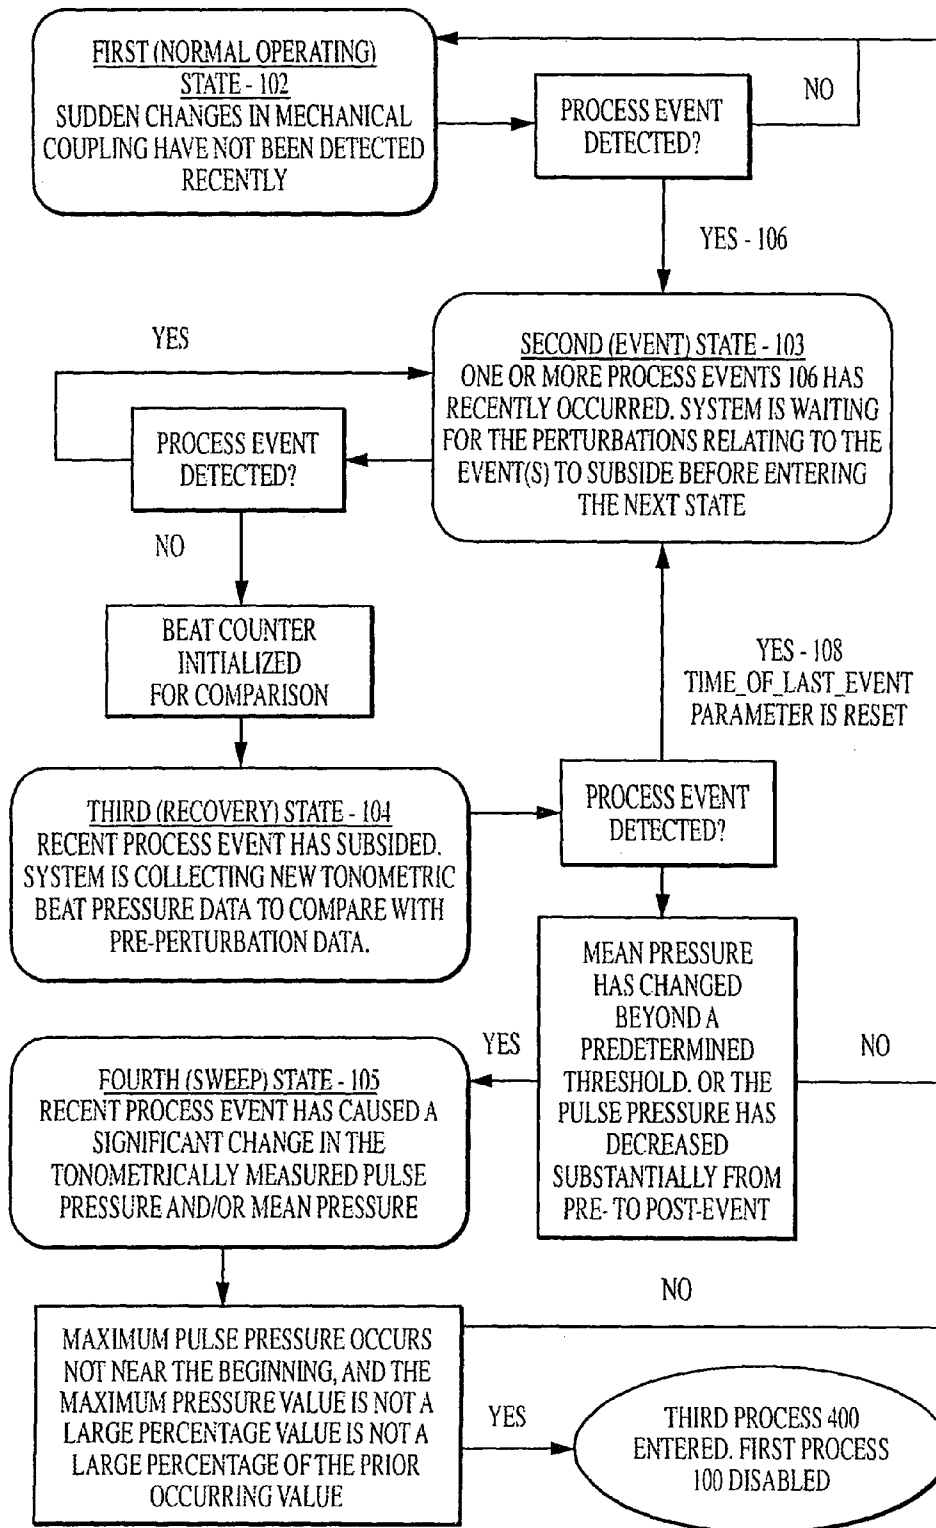 FIRST (NORMAL OPERATING)
STATE - 102
SUDDEN CHANGES IN MECHANICAL
COUPLING HAVE NOT BEEN DETECTED
RECENTLY
PROCESS EVENT
DETECTED?
NO
YES - 106
SECOND (EVENT) STATE - 103
ONE OR MORE PROCESS EVENTS 106 HAS
RECENTLY OCCURRED. SYSTEM IS WAITING
FOR THE PERTURBATIONS RELATING TO THE
EVENT(S) TO SUBSIDE BEFORE ENTERING
THE NEXT STATE
YES
PROCESS EVENT
DETECTED?
NO
BEAT COUNTER
INITIALIZED
FOR COMPARISON
YES - 108
TIME_OF_LAST_EVENT
PARAMETER IS RESET
THIRD (RECOVERY) STATE - 104
RECENT PROCESS EVENT HAS SUBSIDED.
SYSTEM IS COLLECTING NEW TONOMETRIC
BEAT PRESSURE DATA TO COMPARE WITH
PRE-PERTURBATION DATA.
PROCESS EVENT
DETECTED?
MEAN PRESSURE
HAS CHANGED
BEYOND A
PREDETERMINED
THRESHOLD. OR THE
PULSE PRESSURE HAS
DECREASED
SUBSTANTIALLY FROM
PRE- TO POST-EVENT
YES
NO
FOURTH (SWEEP) STATE - 105
RECENT PROCESS EVENT HAS CAUSED A
SIGNIFICANT CHANGE IN THE
TONOMETRICALLY MEASURED PULSE
PRESSURE AND/OR MEAN PRESSURE
MAXIMUM PULSE PRESSURE OCCURS
NOT NEAR THE BEGINNING, AND THE
MAXIMUM PRESSURE VALUE IS NOT A
LARGE PERCENTAGE VALUE IS NOT A
LARGE PERCENTAGE OF THE PRIOR
OCCURRING VALUE
NO
YES
THIRD PROCESS 400
ENTERED. FIRST PROCESS
100 DISABLED